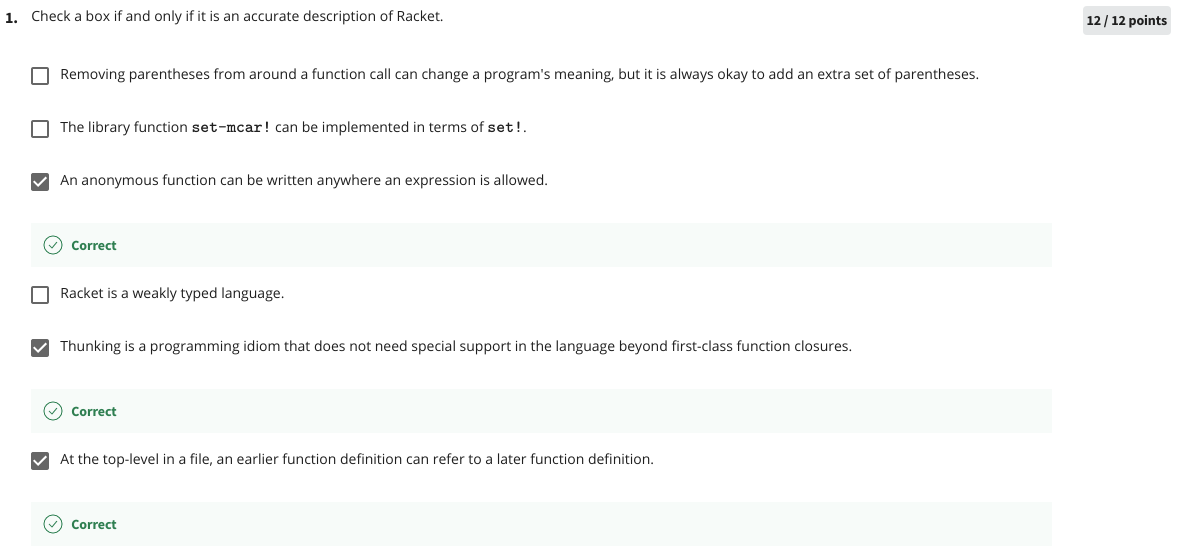 1. Check a box if and only if it is an accurate description of Racket.
12 / 12 points
Removing parentheses from around a function call can change a program's meaning, but it is always okay to add an extra set of parentheses.
The library function set-mcar! can be implemented in terms of set!.
An anonymous function can be written anywhere an expression is allowed.
Correct
Racket is a weakly typed language.
Thunking is a programming idiom that does not need special support in the language beyond first-class function closures.
Correct
At the top-level in a file, an earlier function definition can refer to a later function definition.
Correct